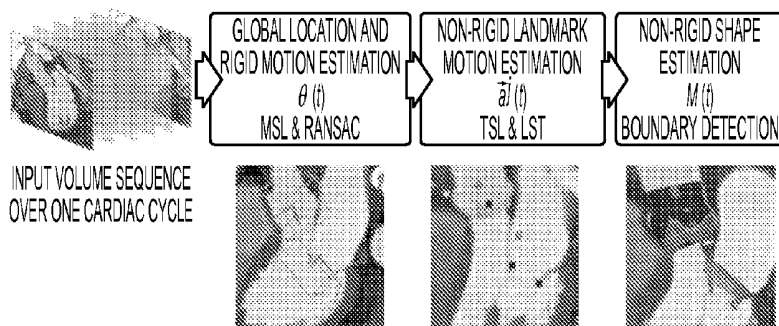 INPUT VOLUME SEQUENCE
OVER ONE CARDIAC CYCLE
GLOBAL LOCATION AND
RIGID MOTION ESTIMATION
θ (t)
MSL & RANSAC
NON-RIGID LANDMARK
MOTION ESTIMATION
a⃗j (t)
TSL & LST
NON-RIGID SHAPE
ESTIMATION
M (t)
BOUNDARY DETECTION